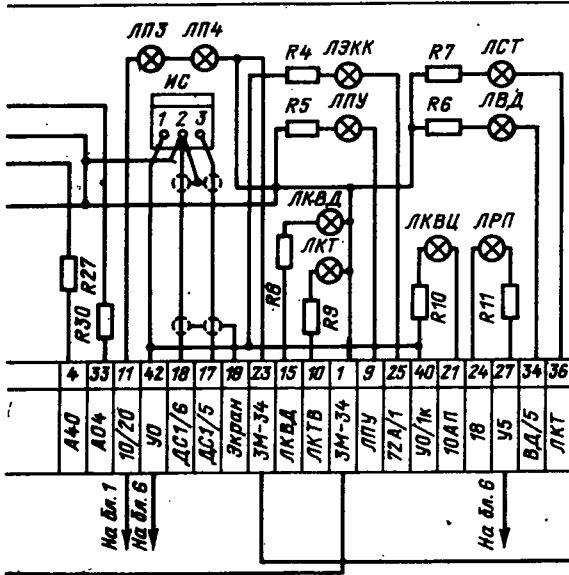 ЛП3 ЛП4
ИС
1 2 3
R4 ЛЭКК
R5 ЛПУ
R7 ЛСТ
R6 ЛВД
ЛКВД
ЛКТ
R8
R9
ЛКВЦ
ЛРП
R10
R11
R27
R30
4 33 11 42 18 17 19 23 15 10 1 9 25 40 21 24 27 34 36
А40
А04
10/20
У0
ДС1/6
ДС1/5
Экран
ЗМ-34
ЛКВД
ЛКТВ
ЗМ-34
ЛПУ
72А/1
У0/1к
10АП
18
У5
ВД/5
ЛКТ
На бл. 1
На бл. 6
На бл. 6